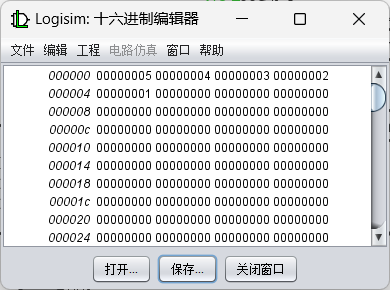 Logisim: 十六进制编辑器
文件 编辑 工程 电路仿真 窗口 帮助
000000 00000005 00000004 00000003 00000002
000004 00000001 00000000 00000000 00000000
000008 00000000 00000000 00000000 00000000
00000c 00000000 00000000 00000000 00000000
000010 00000000 00000000 00000000 00000000
000014 00000000 00000000 00000000 00000000
000018 00000000 00000000 00000000 00000000
00001c 00000000 00000000 00000000 00000000
000020 00000000 00000000 00000000 00000000
000024 00000000 00000000 00000000 00000000
打开... 保存... 关闭窗口